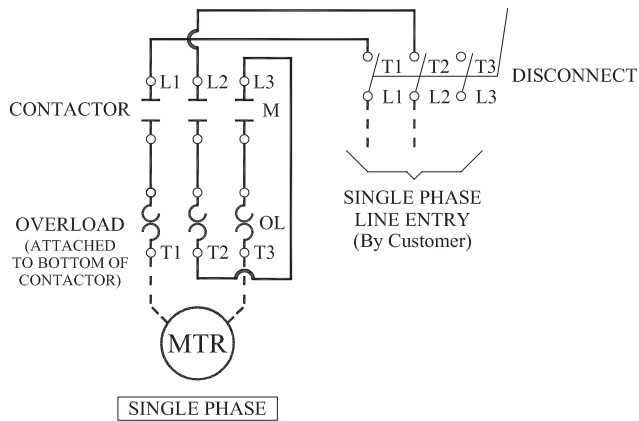 T1 T2 T3
DISCONNECT
L1 L2 L3
L1 L2 L3
CONTACTOR
M
SINGLE PHASE
LINE ENTRY
(By Customer)
OVERLOAD
(ATTACHED
TO BOTTOM OF
CONTACTOR)
OL
T1 T2 T3
MTR
SINGLE PHASE